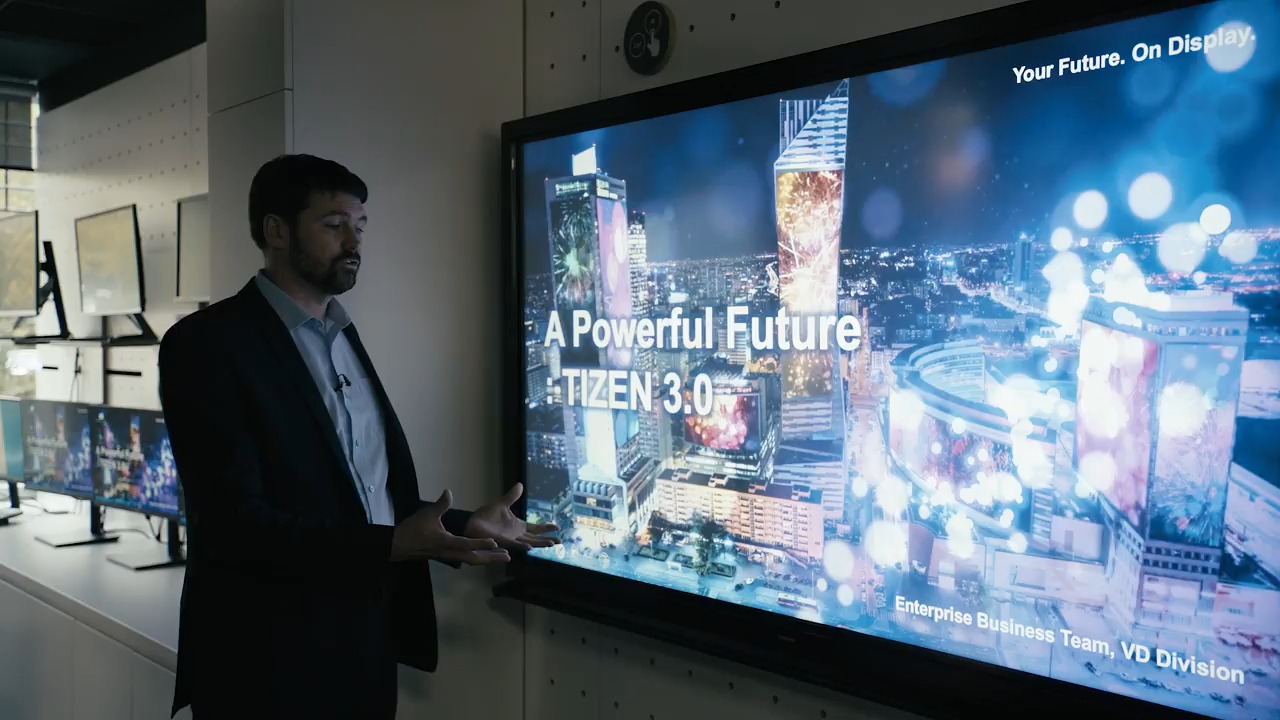 Your Future. On Display.
A Powerful Future
: TIZEN 3.0
Enterprise Business Team, VD Division